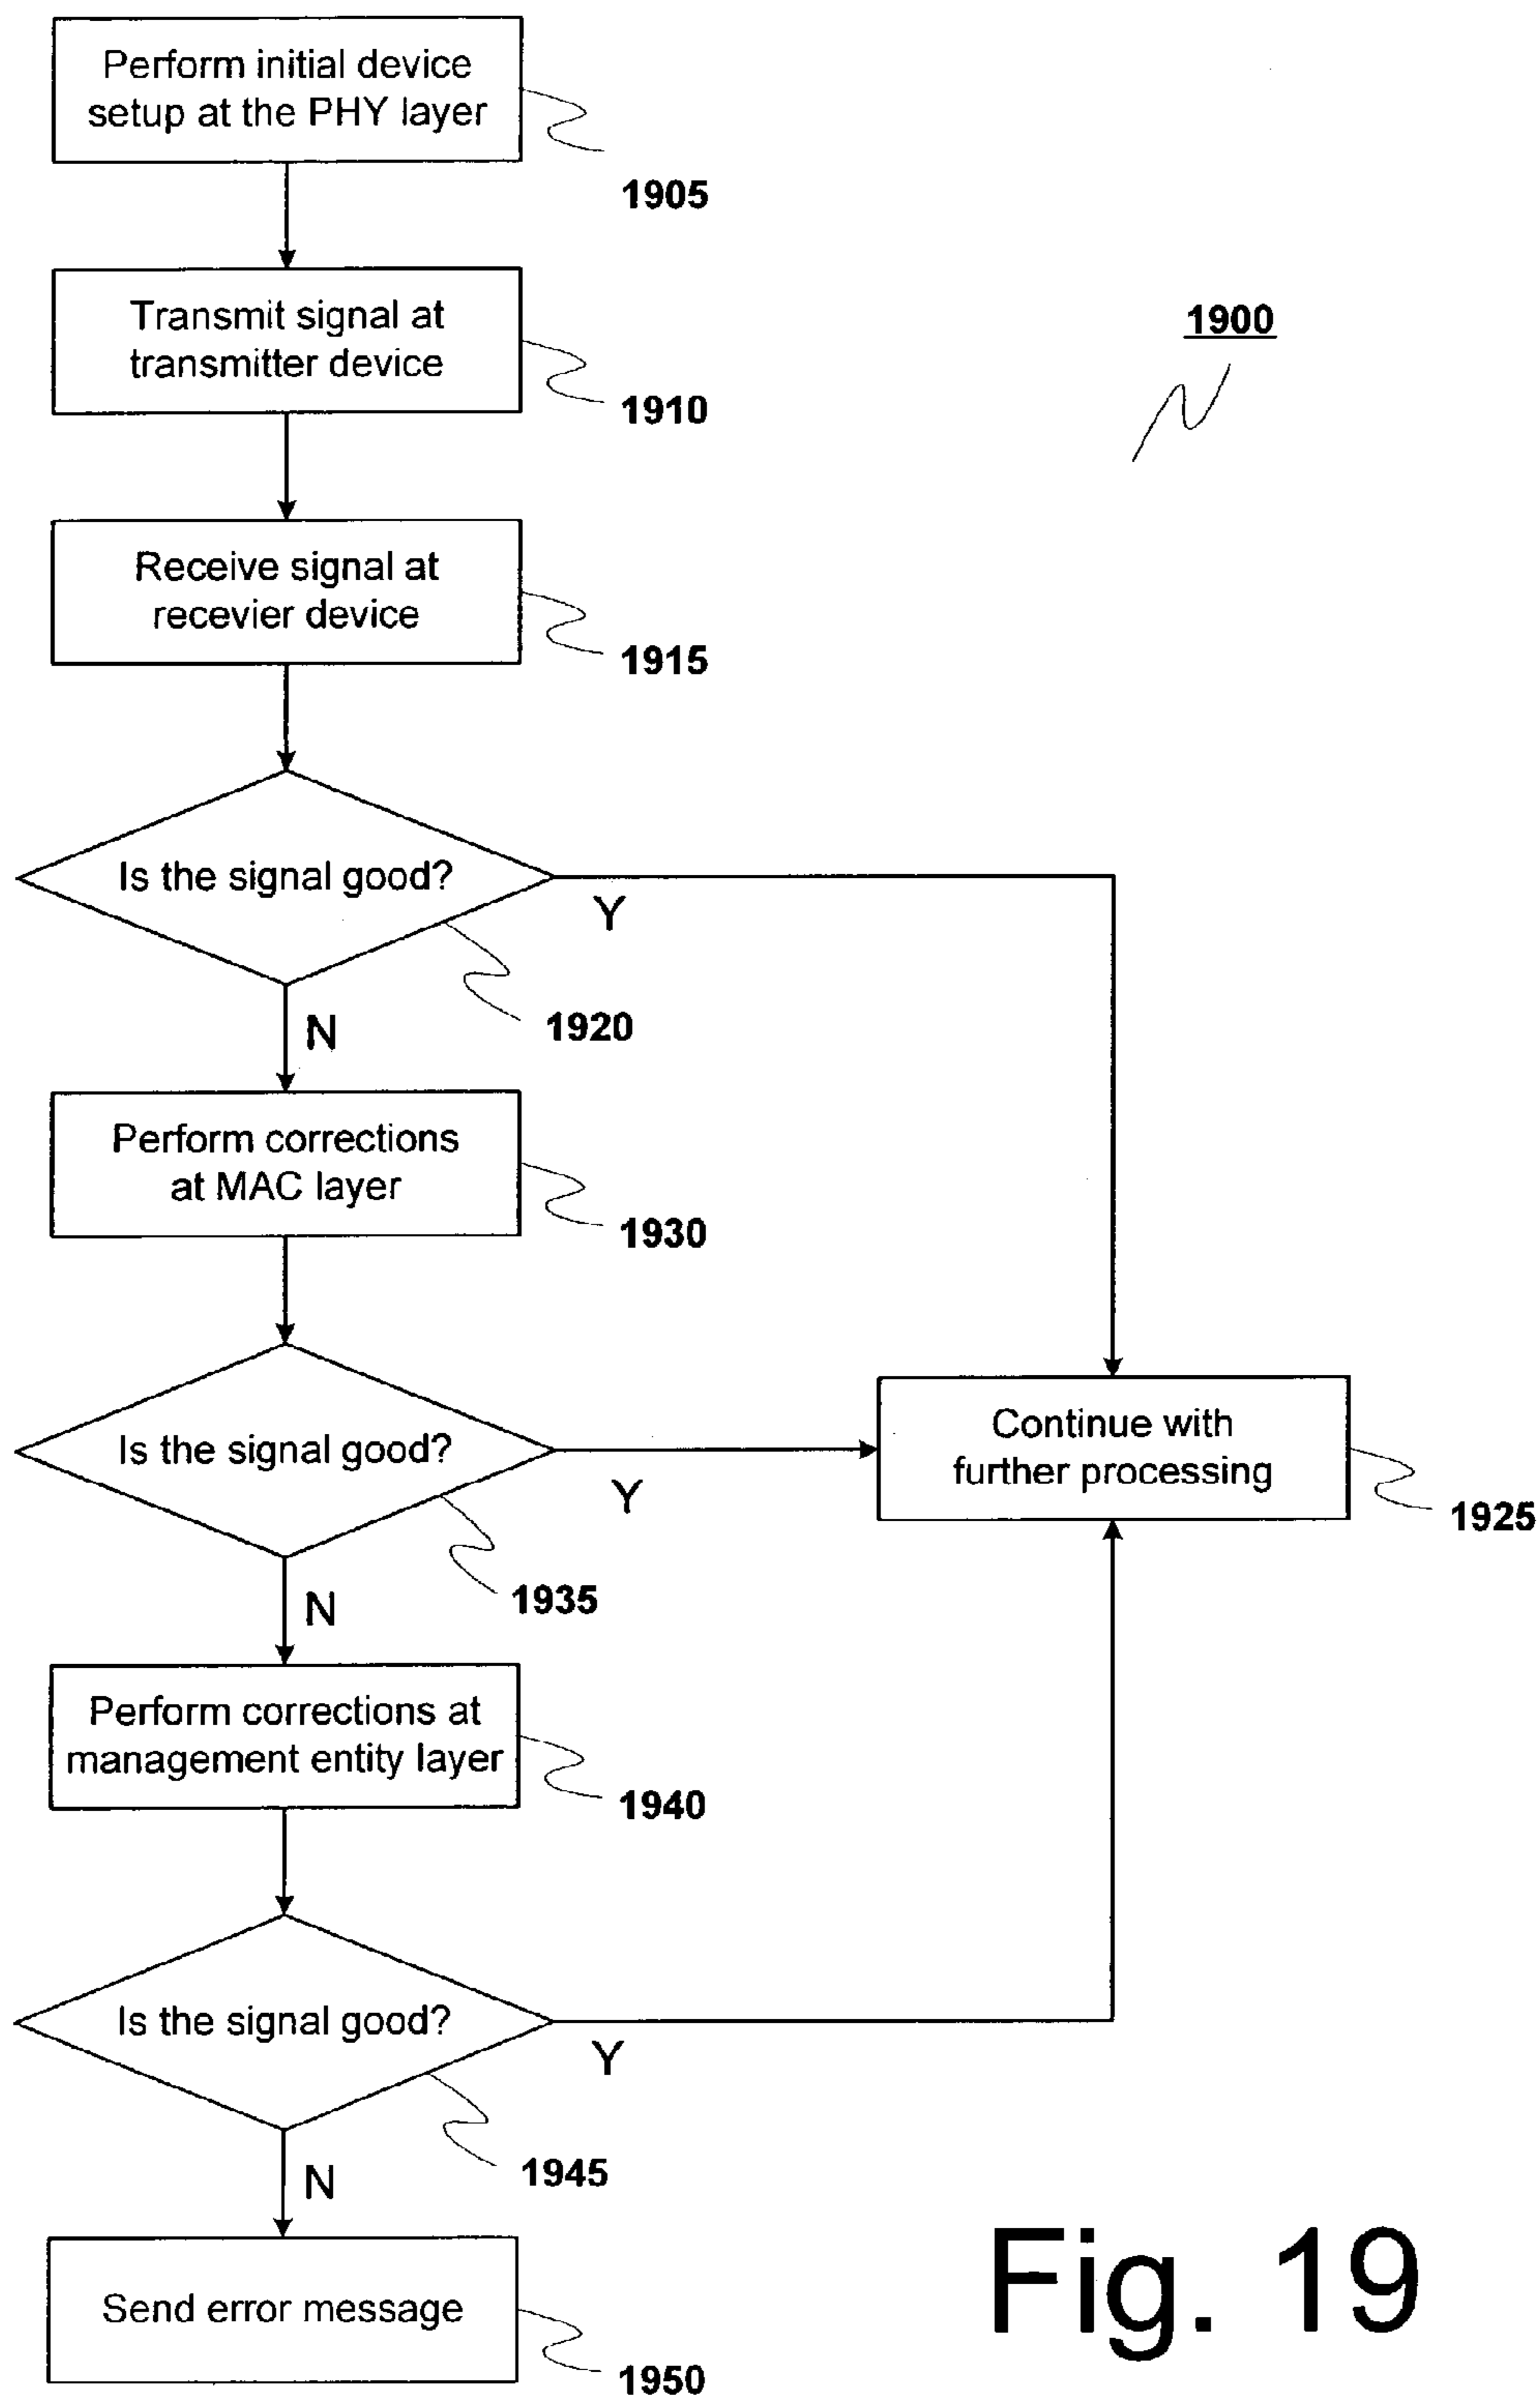 Perform initial device
setup at the PHY layer
1905
Transmit signal at
transmitter device
1910
1900
Receive signal at
recevier device
1915
Is the signal good?
Y
1920
N
Perform corrections
at MAC layer
1930
Is the signal good?
Y
Continue with
further processing
1925
1935
N
Perform corrections at
management entity layer
1940
Is the signal good?
Y
1945
N
Send error message
1950
Fig. 19